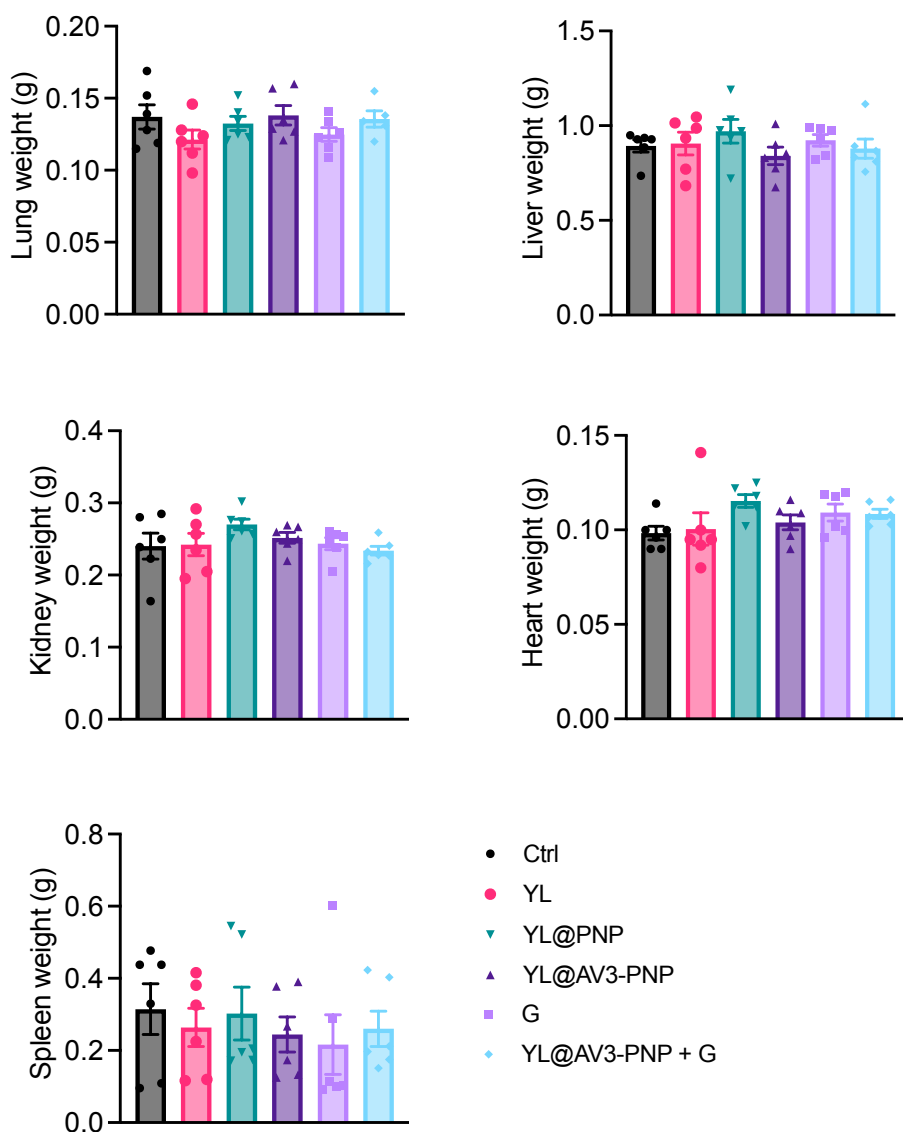 Lung weight (g)
0.20
0.15
0.10
0.05
0.00
Liver weight (g)
1.5
1.0
0.5
0.0
Kidney weight (g)
0.4
0.3
0.2
0.1
0.0
Heart weight (g)
0.15
0.10
0.05
0.00
Spleen weight (g)
0.8
0.6
0.4
0.2
0.0
Ctrl
YL
YL@PNP
YL@AV3-PNP
G
YL@AV3-PNP + G